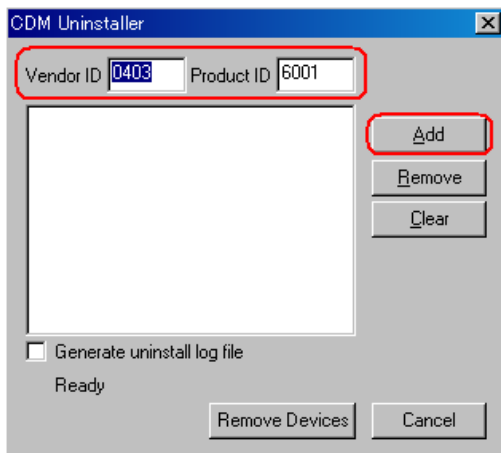 CDM Uninstaller
Vendor ID 0403 Product ID 6001
Add
Remove
Clear
Generate uninstall log file
Ready
Remove Devices Cancel